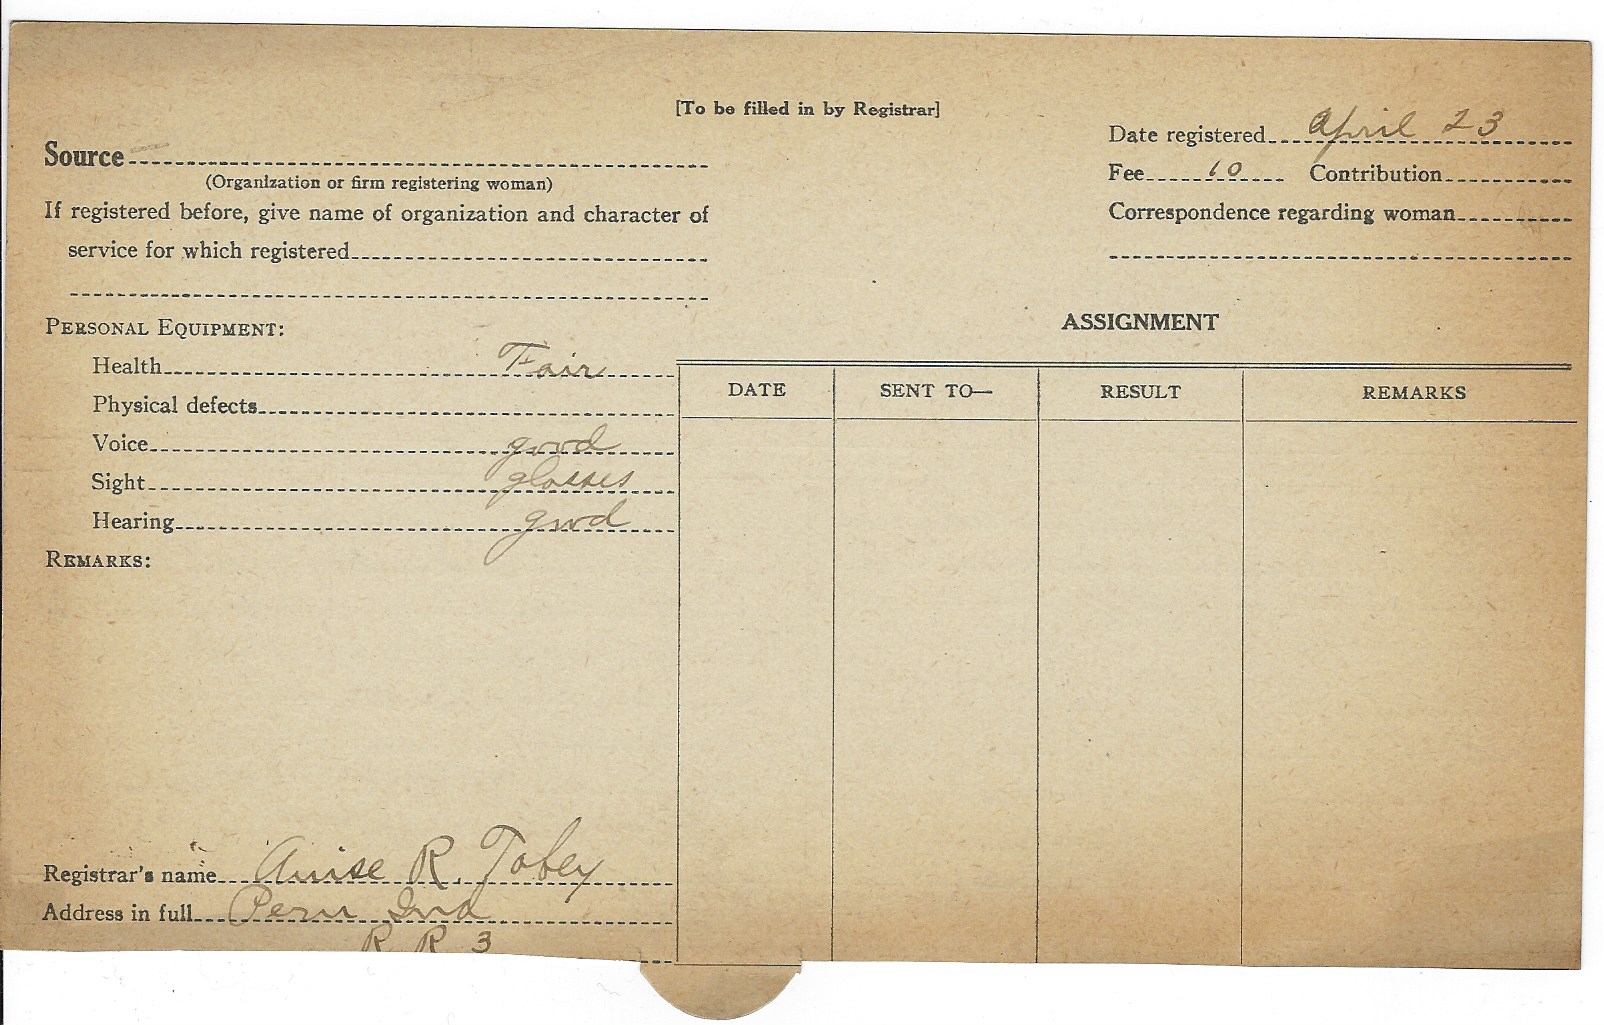 [To be filled in by Registrar]
Source
(Organization or firm registering woman)
If registered before, give name of organization and character of
service for which registered
Date registered April 23
Fee 10 Contribution
Correspondence regarding woman
PERSONAL EQUIPMENT:
Health Fair
Physical defects
Voice good
Sight glasses
Hearing good
REMARKS:
ASSIGNMENT
DATE SENT TO— RESULT REMARKS
Registrar's name Anise R. Tobey
Address in full Peru Ind
R R 3